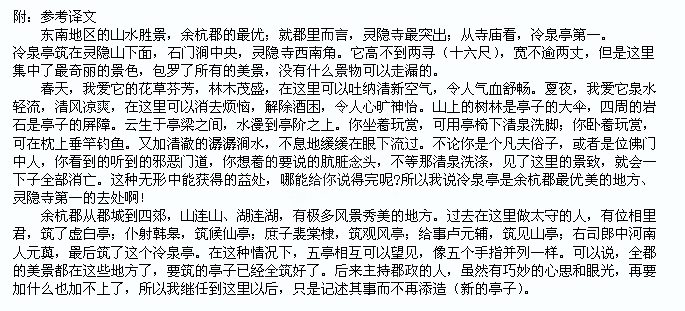 附：参考译文
东南地区的山水胜景，余杭郡的最优；就郡里而言，灵隐寺最突出；从寺庙看，冷泉亭第一。
冷泉亭筑在灵隐山下面，石门涧中央，灵隐寺西南角。它高不到两寻（十六尺），宽不逾两丈，但是这里
集中了最奇丽的景色，包罗了所有的美景，没有什么景物可以走漏的。
春天，我爱它的花草芬芳，林木茂盛，在这里可以吐纳清新空气，令人气血舒畅。夏夜，我爱它泉水
轻流，清风凉爽，在这里可以消去烦恼，解除酒困，令人心旷神怡。山上的树林是亭子的大伞，四周的岩
石是亭子的屏障。云生于亭梁之间，水漫到亭阶之上。你坐着玩赏，可用亭椅下清泉洗脚；你卧着玩赏，
可在枕上垂竿钓鱼。又加清澈的潺潺涧水，不息地缓缓在眼下流过。不论你是个凡夫俗子，或者是位佛门
中人，你看到的听到的邪恶门道，你想着的要说的肮脏念头，不等那清泉洗涤，见了这里的景致，就会一
下子全部消亡。这种无形中能获得的益处，哪能给你说得完呢?所以我说冷泉亭是余杭郡最优美的地方、
灵隐寺第一的去处啊!
余杭郡从郡城到四郊，山连山、湖连湖，有极多风景秀美的地方。过去在这里做太守的人，有位相里
君，筑了虚白亭；仆射韩皋，筑候仙亭；庶子裴棠棣，筑观风亭；给事卢元辅，筑见山亭；右司郎中河南
人元藇，最后筑了这个冷泉亭。在这种情况下，五亭相互可以望见，像五个手指并列一样。可以说，全郡
的美景都在这些地方了，要筑的亭子已经全筑好了。后来主持郡政的人，虽然有巧妙的心思和眼光，再要
加什么也加不上了，所以我继任到这里以后，只是记述其事而不再添造（新的亭子）。